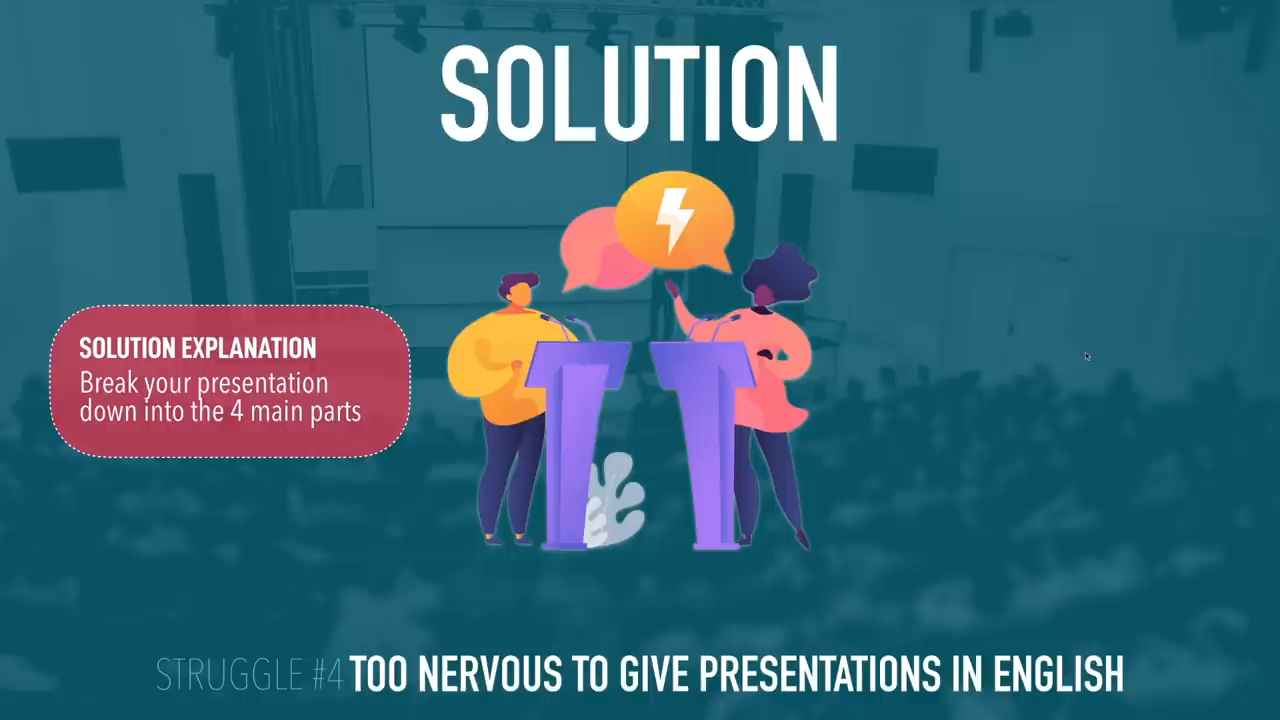 SOLUTION
SOLUTION EXPLANATION
Break your presentation
down into the 4 main parts
STRUGGLE #4 TOO NERVOUS TO GIVE PRESENTATIONS IN ENGLISH